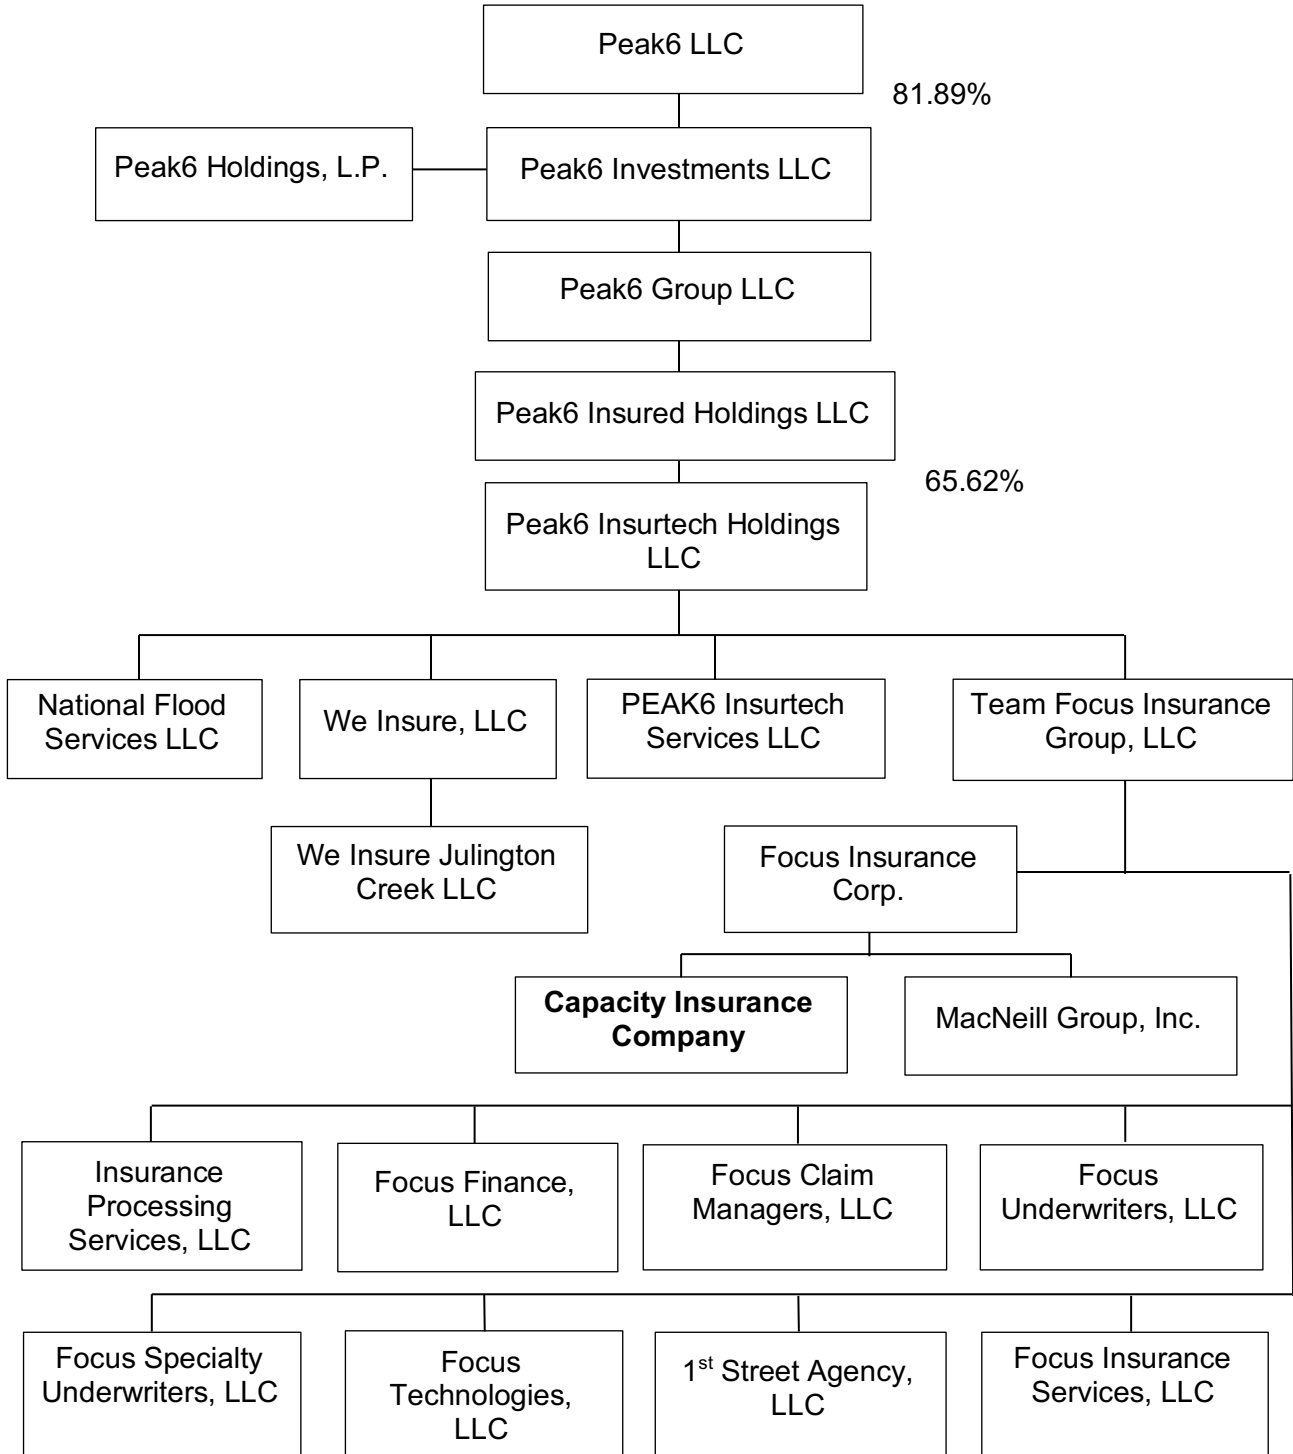 Peak6 LLC
81.89%
Peak6 Holdings, L.P.
Peak6 Investments LLC
Peak6 Group LLC
Peak6 Insured Holdings LLC
65.62%
Peak6 Insurtech Holdings
LLC
National Flood
Services LLC
We Insure, LLC
PEAK6 Insurtech
Services LLC
Team Focus Insurance
Group, LLC
We Insure Julington
Creek LLC
Focus Insurance
Corp.
Capacity Insurance
Company
MacNeill Group, Inc.
Insurance
Processing
Services, LLC
Focus Finance,
LLC
Focus Claim
Managers, LLC
Focus
Underwriters, LLC
Focus Specialty
Underwriters, LLC
Focus
Technologies,
LLC
1st Street Agency,
LLC
Focus Insurance
Services, LLC